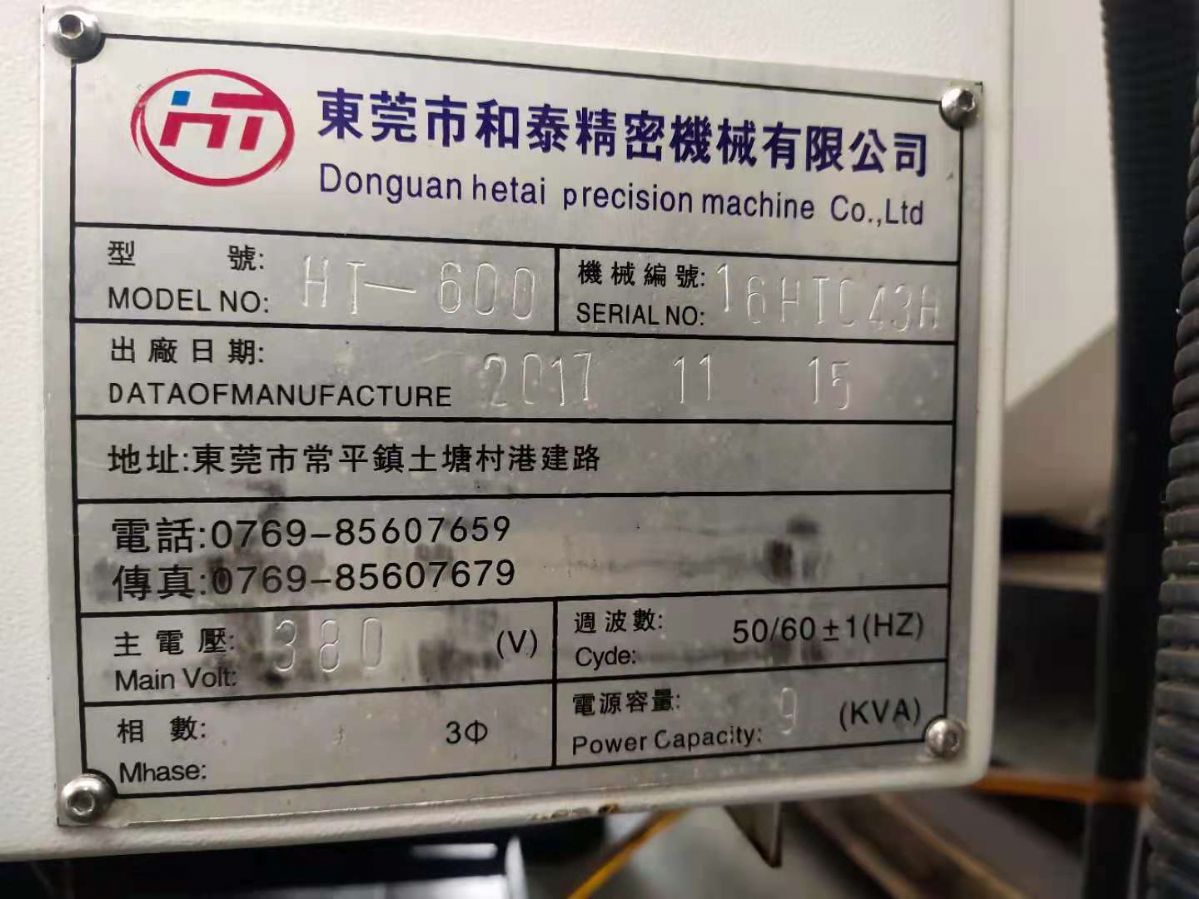 HT
東莞市和泰精密機械有限公司
Donguan hetai precision machine Co.,Ltd
型 號:
MODEL NO: HT-600
機械編號:
SERIAL NO: 16HTC43H
出廠日期:
DATAOFMANUFACTURE 2017 11 15
地址:東莞市常平鎮土塘村港建路
電話:0769-85607659
傳真:0769-85607679
主電壓: 380 (V)
Main Volt:
週波數: 50/60±1(HZ)
Cyde:
相 數: 3Φ
Mhase:
電源容量: 9 (KVA)
Power Capacity: